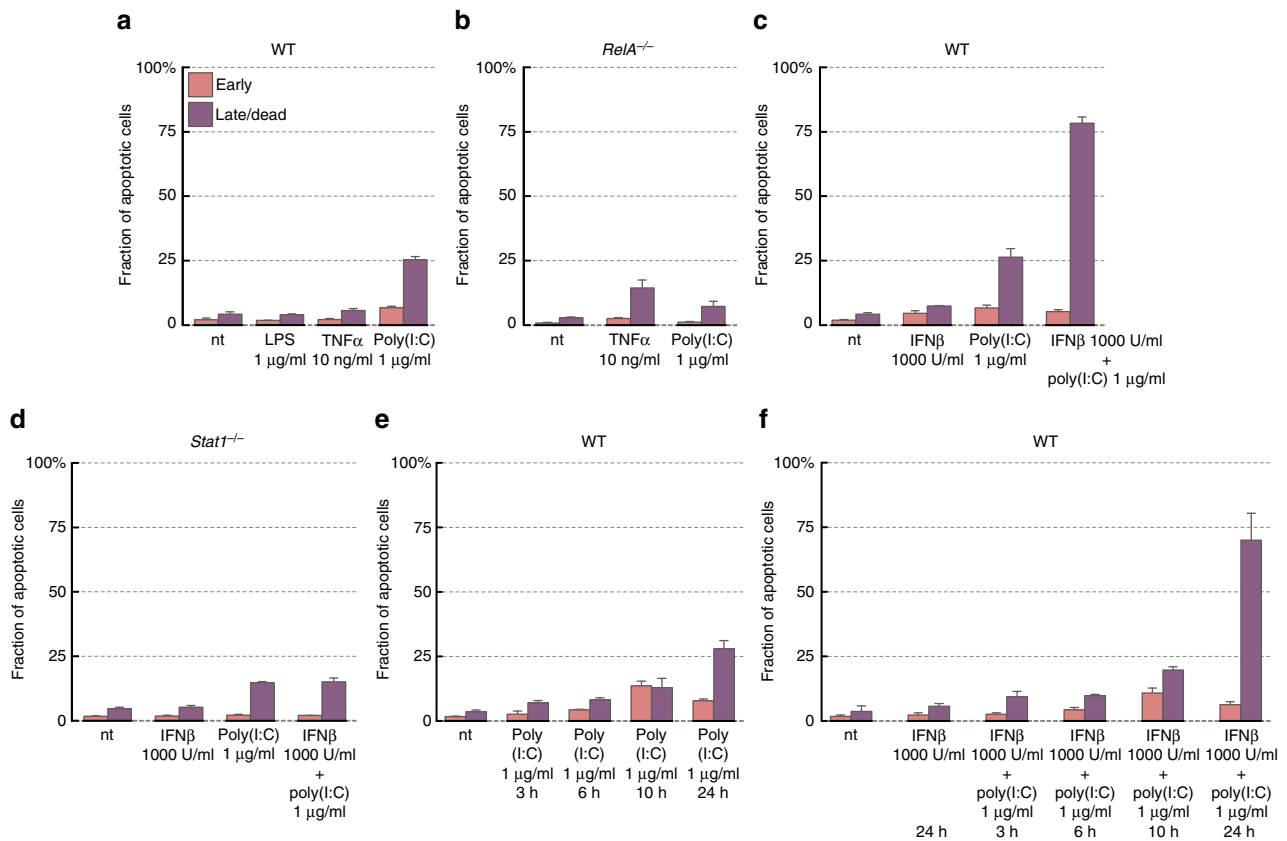 a
WT
Fraction of apoptotic cells
100%
75
50
25
0
Early
Late/dead
nt
LPS
1 μg/ml
TNFα
10 ng/ml
Poly(I:C)
1 μg/ml
b
RelA–/–
Fraction of apoptotic cells
100%
75
50
25
0
nt
TNFα
10 ng/ml
Poly(I:C)
1 μg/ml
c
WT
Fraction of apoptotic cells
100%
75
50
25
0
nt
IFNβ
1000 U/ml
Poly(I:C)
1 μg/ml
IFNβ 1000 U/ml
+
poly(I:C) 1 μg/ml
d
Stat1–/–
Fraction of apoptotic cells
100%
75
50
25
0
nt
IFNβ
1000 U/ml
Poly(I:C)
1 μg/ml
IFNβ
1000 U/ml
+
poly(I:C)
1 μg/ml
e
WT
Fraction of apoptotic cells
100%
75
50
25
0
nt
Poly
(I:C)
1 μg/ml
3 h
Poly
(I:C)
1 μg/ml
6 h
Poly
(I:C)
1 μg/ml
10 h
Poly
(I:C)
1 μg/ml
24 h
f
WT
Fraction of apoptotic cells
100%
75
50
25
0
nt
IFNβ
1000 U/ml
24 h
IFNβ
1000 U/ml
+
poly(I:C)
1 μg/ml
3 h
IFNβ
1000 U/ml
+
poly(I:C)
1 μg/ml
6 h
IFNβ
1000 U/ml
+
poly(I:C)
1 μg/ml
10 h
IFNβ
1000 U/ml
+
poly(I:C)
1 μg/ml
24 h